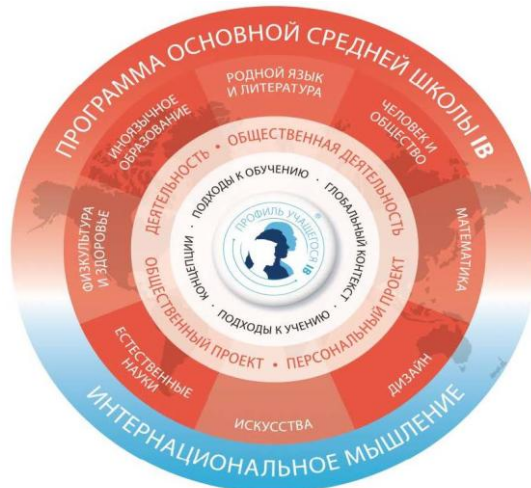 ПРОГРАММА ОСНОВНОЙ СРЕДНЕЙ ШКОЛЫ IB
РОДНОЙ ЯЗЫК
И ЛИТЕРАТУРА
ЧЕЛОВЕК И
ОБЩЕСТВО
МАТЕМАТИКА
ДИЗАЙН
ИСКУССТВА
ЕСТЕСТВЕННЫЕ
НАУКИ
ФИЗКУЛЬТУРА
И ЗДОРОВЬЕ
ИНОЯЗЫЧНОЕ
ОБРАЗОВАНИЕ
ДЕЯТЕЛЬНОСТЬ • ОБЩЕСТВЕННАЯ ДЕЯТЕЛЬНОСТЬ
ОБЩЕСТВЕННЫЙ ПРОЕКТ • ПЕРСОНАЛЬНЫЙ ПРОЕКТ
ПОДХОДЫ К ОБУЧЕНИЮ · ГЛОБАЛЬНЫЙ КОНТЕКСТ ·
КОНЦЕПЦИИ · ПОДХОДЫ К УЧЕНИЮ ·
ПРОФИЛЬ УЧАЩЕГОСЯ IB
®
ИНТЕРНАЦИОНАЛЬНОЕ МЫШЛЕНИЕ